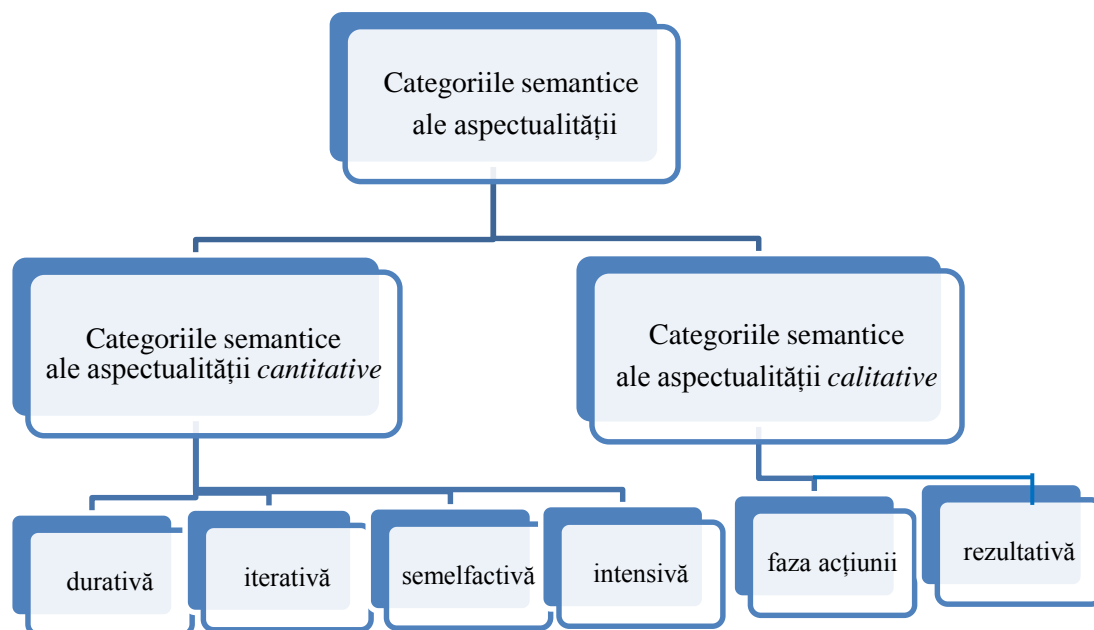 Categoriile semantice
ale aspectualității
Categoriile semantice
ale aspectualității cantitative
Categoriile semantice
ale aspectualității calitative
durativă
iterativă
semelfactivă
intensivă
faza acțiunii
rezultativă